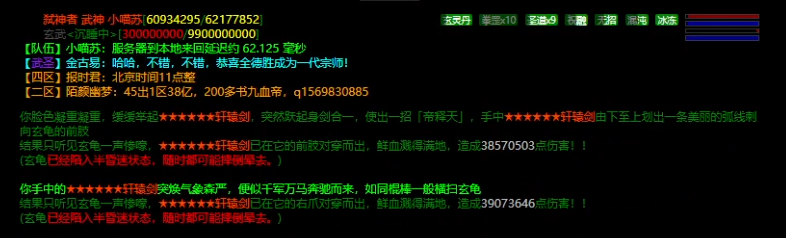 弑神者 武神 小喵苏[60934295/62177852]
玄灵丹 拳罡x10 圣道x9 祝融 无招 混沌 冰冻
玄武<沉睡中>[300000000/9900000000]
【队伍】小喵苏：服务器到本地来回延迟约 62.125 毫秒
【武圣】金古易：哈哈，不错，不错，恭喜全德胜成为一代宗师！
【四区】报时君：北京时间11点整
【二区】陌颜幽梦：45出1区38亿，200多书九血帝，q1569830885
你脸色凝重凝重，缓缓举起★★★★★★轩辕剑，突然跃起身剑合一，使出一招「帝释天」，手中★★★★★★轩辕剑由下至上划出一条美丽的弧线刺
向玄龟的前胶
结果只听见玄龟一声惨嚎，★★★★★★轩辕剑已在它的前胶对穿而出，鲜血溅得满地，造成38570503点伤害！！
(玄龟已经陷入半昏迷状态，随时都可能摔倒晕去。)
你手中的★★★★★★轩辕剑突焕气象森严，便似千军万马奔驰而来，如同棍棒一般横扫玄龟
结果只听见玄龟一声惨嚎，★★★★★★轩辕剑已在它的右爪对穿而出，鲜血溅得满地，造成39073646点伤害！！
(玄龟已经陷入半昏迷状态，随时都可能摔倒晕去。)